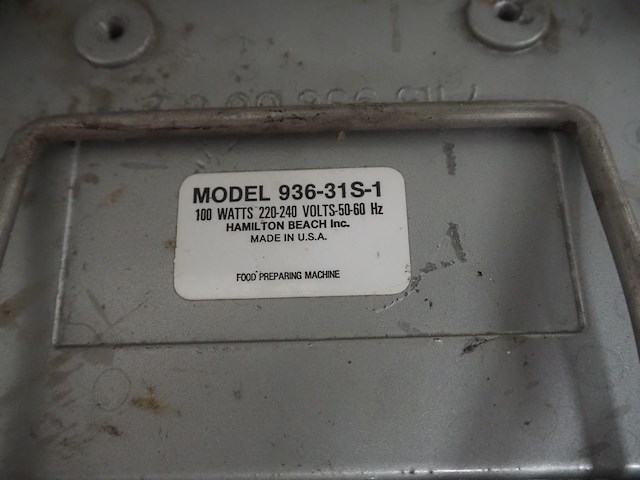 MODEL 936-31S-1
100 WATTS 220-240 VOLTS-50-60 Hz
HAMILTON BEACH Inc.
MADE IN U.S.A.
FOOD PREPARING MACHINE